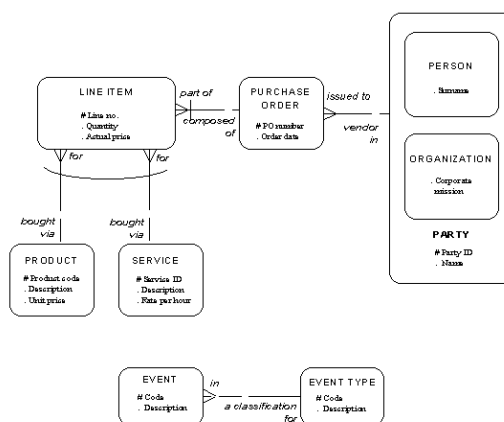 LINE ITEM
# Line no.
. Quantity
. Actual price
part of
composed
of
PURCHASE
ORDER
# PO number
. Order date
issued to
vendor
in
PERSON
. Surname
ORGANIZATION
. Corporate
mission
PARTY
# Party ID
. Name
for
for
bought
via
bought
via
PRODUCT
# Product code
. Description
. Unit price
SERVICE
# Service ID
. Description
. Rate per hour
EVENT
# Code
. Description
in
a classification
for
EVENT TYPE
# Code
. Description